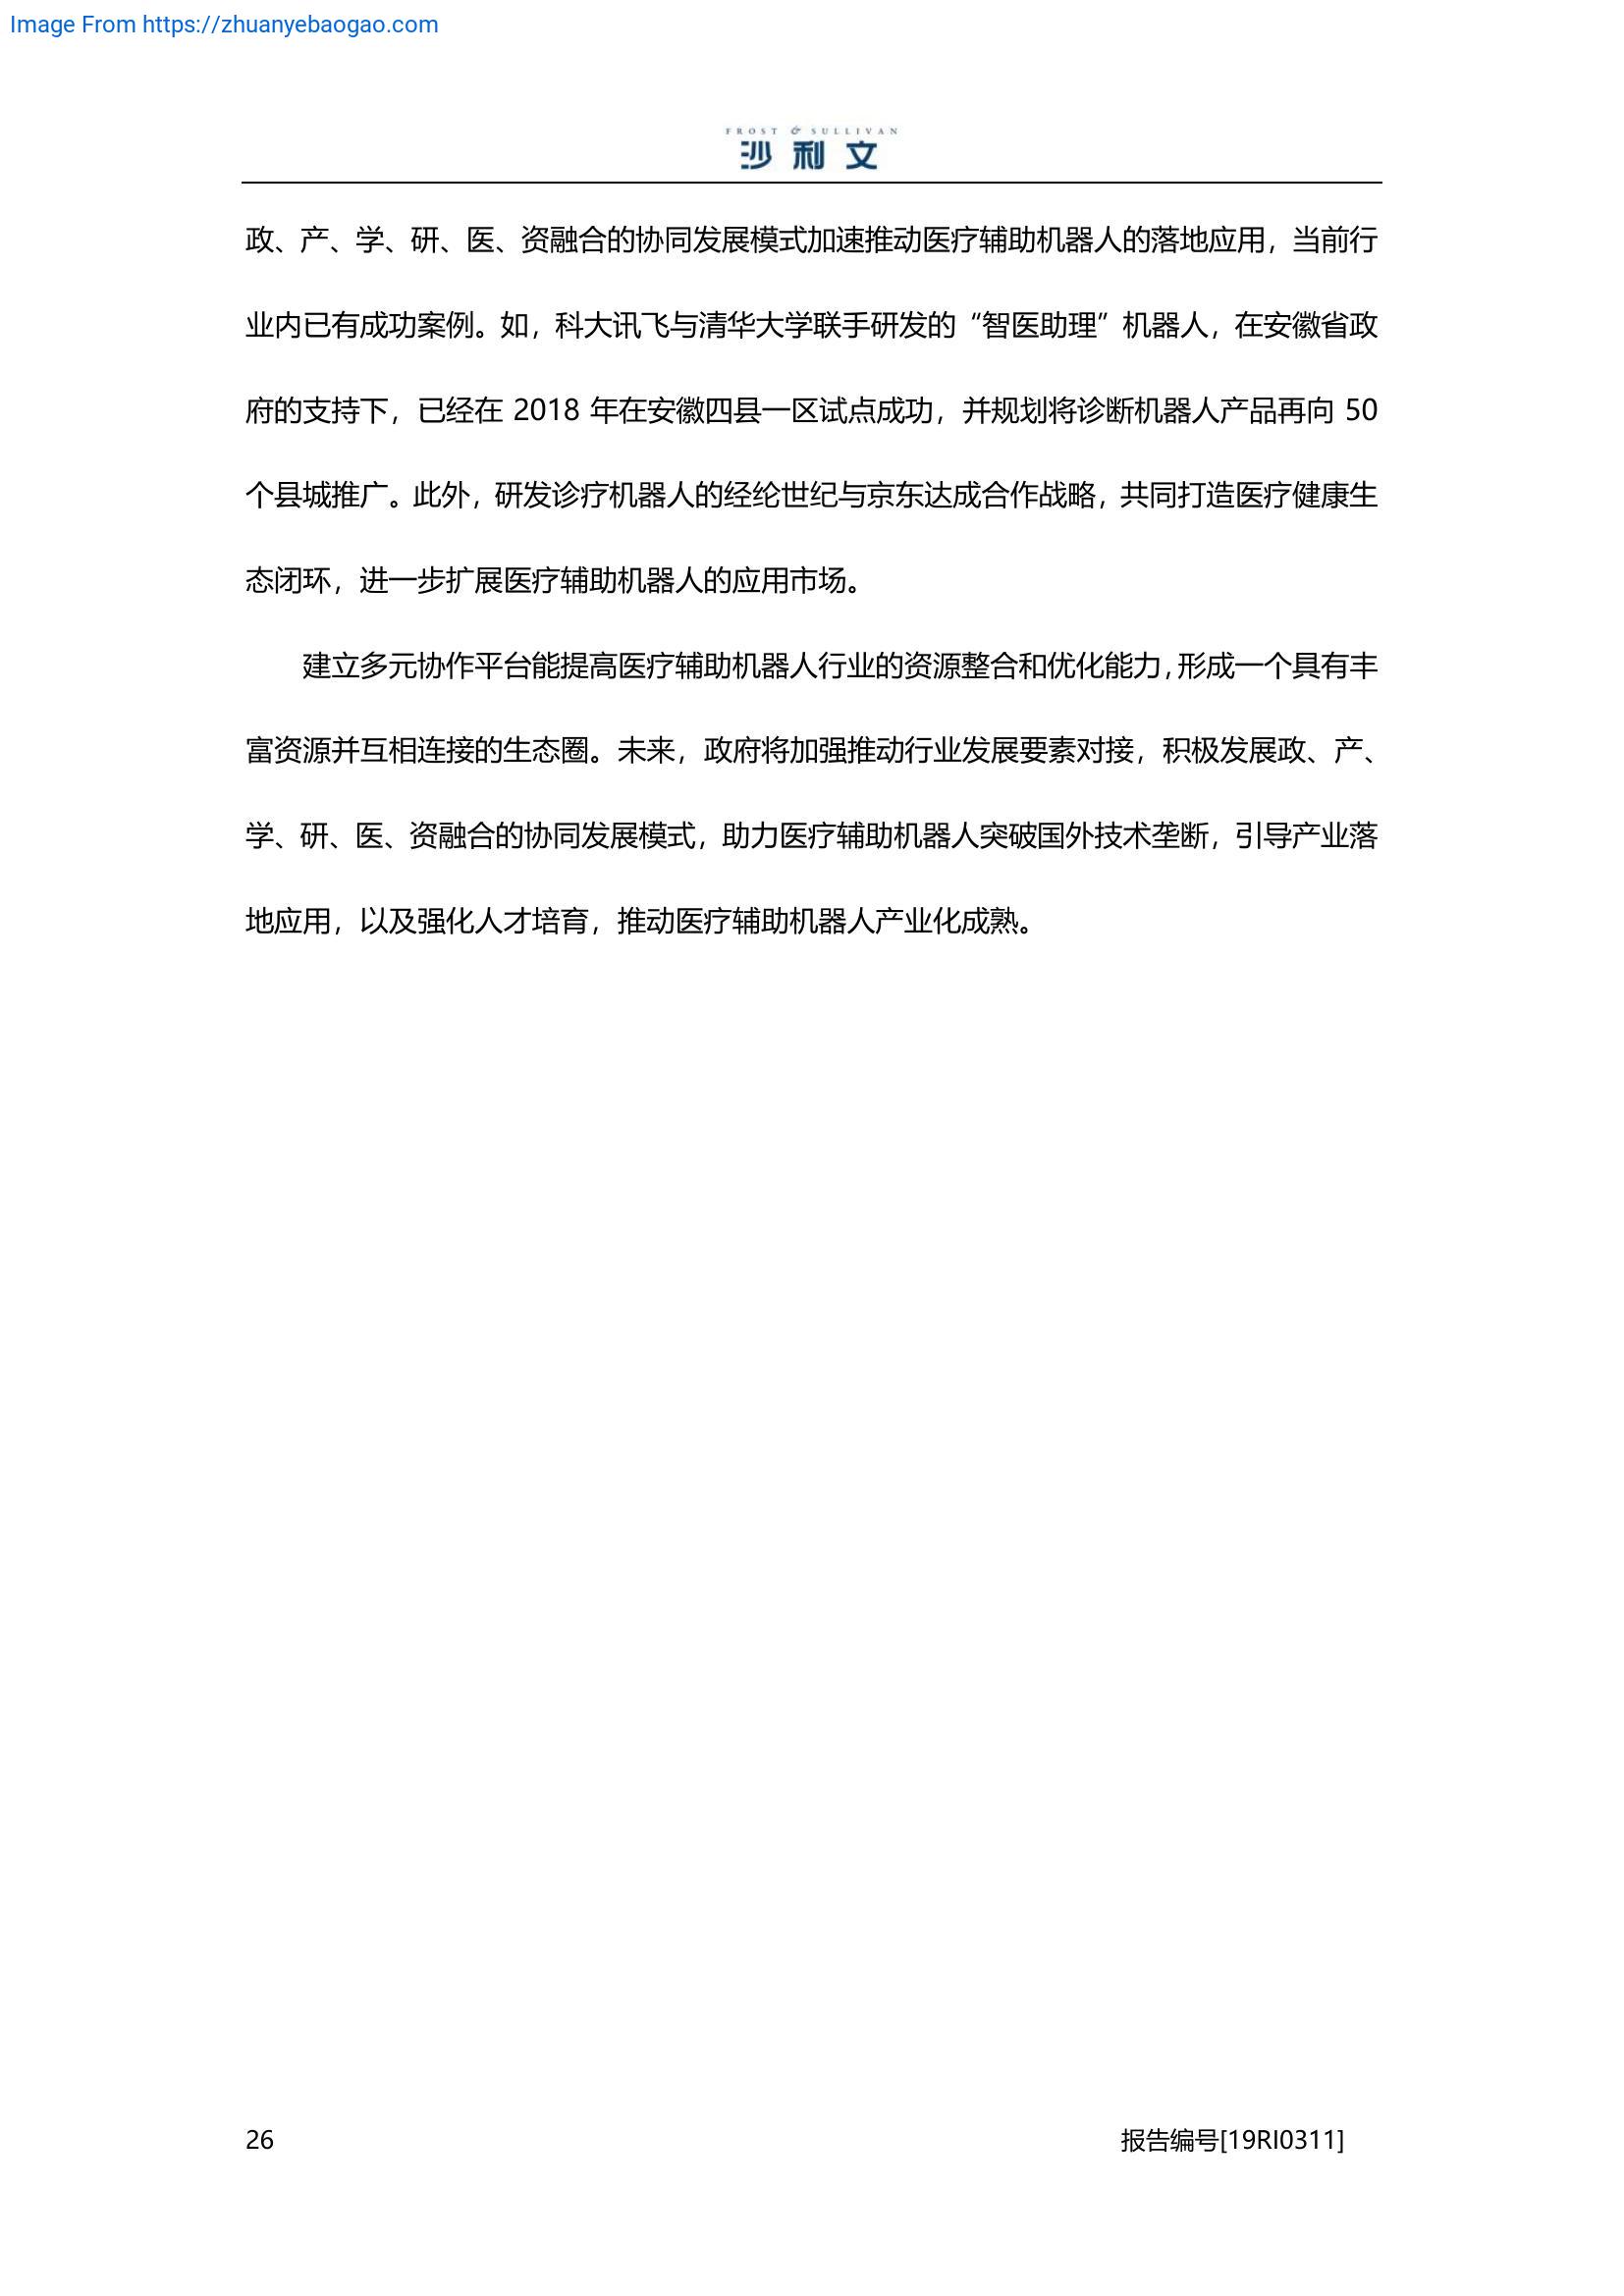 Image From https://zhuanyebaogao.com
FROST & SULLIVAN
沙利文
政、产、学、研、医、资融合的协同发展模式加速推动医疗辅助机器人的落地应用，当前行
业内已有成功案例。如，科大讯飞与清华大学联手研发的“智医助理”机器人，在安徽省政
府的支持下，已经在 2018 年在安徽四县一区试点成功，并规划将诊断机器人产品再向 50
个县城推广。此外，研发诊疗机器人的经纶世纪与京东达成合作战略，共同打造医疗健康生
态闭环，进一步扩展医疗辅助机器人的应用市场。
建立多元协作平台能提高医疗辅助机器人行业的资源整合和优化能力，形成一个具有丰
富资源并互相连接的生态圈。未来，政府将加强推动行业发展要素对接，积极发展政、产、
学、研、医、资融合的协同发展模式，助力医疗辅助机器人突破国外技术垄断，引导产业落
地应用，以及强化人才培育，推动医疗辅助机器人产业化成熟。
26
报告编号[19RI0311]